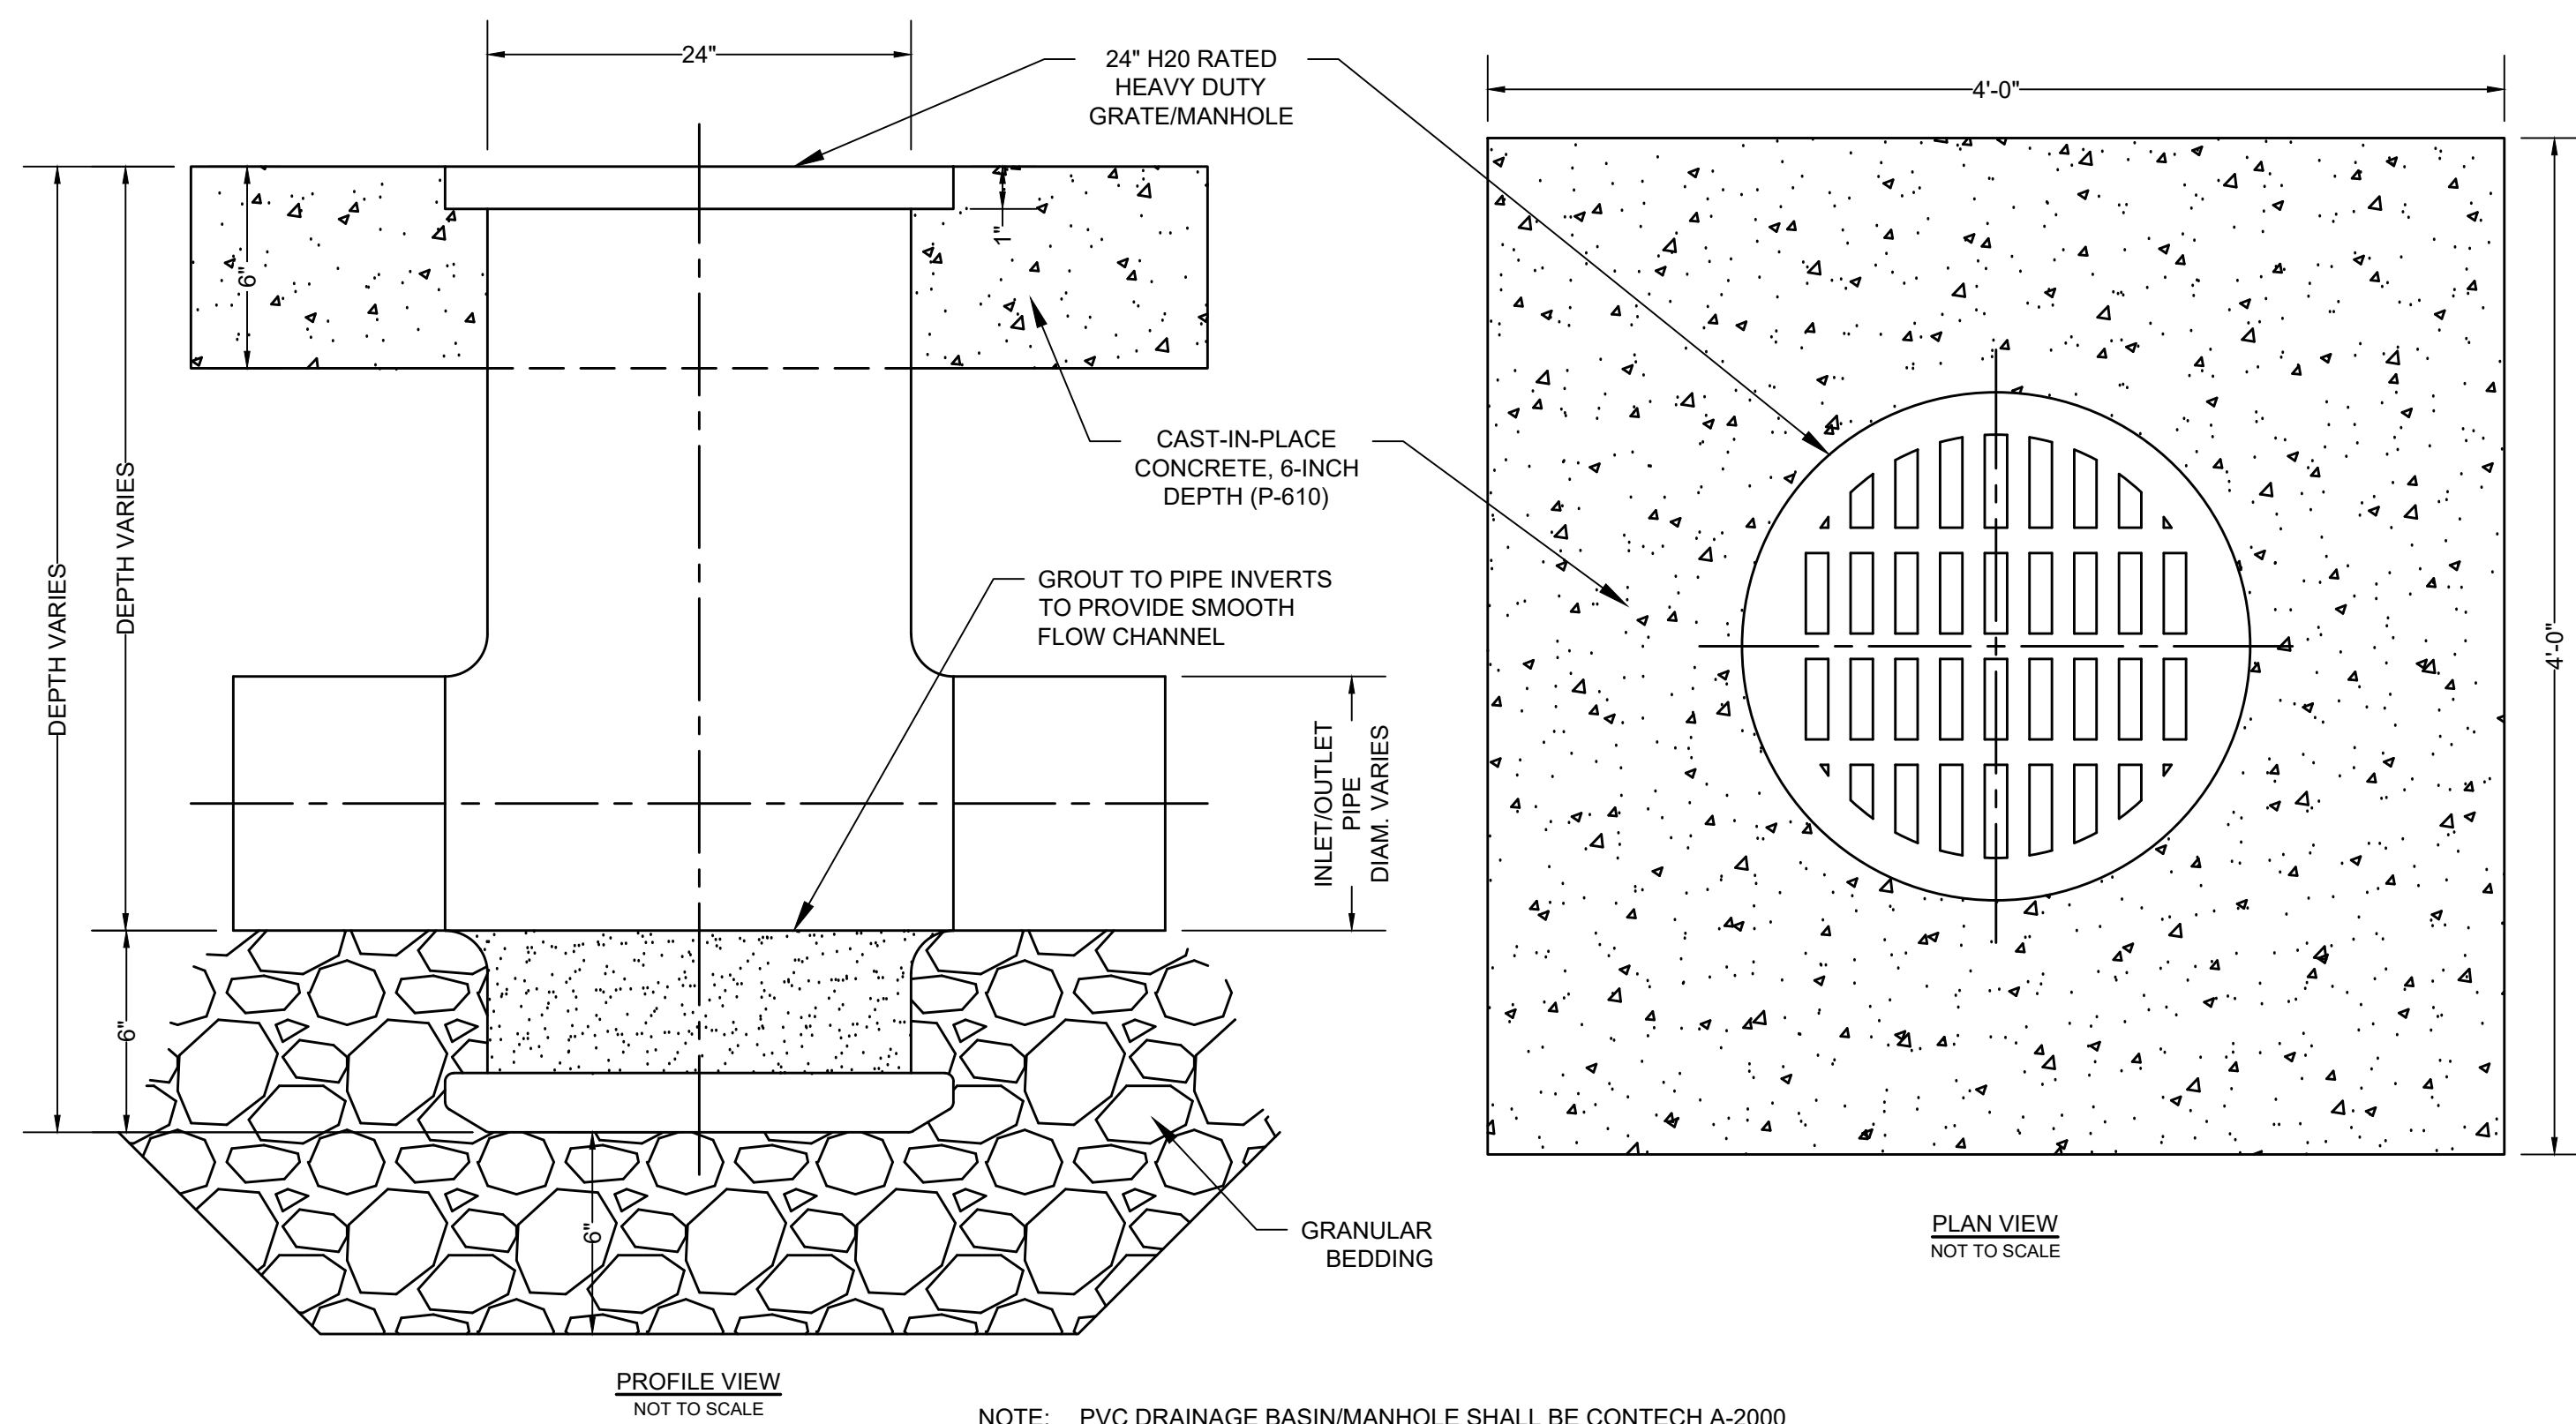 24"
24" H20 RATED
HEAVY DUTY
GRATE/MANHOLE
4'-0"
6"
1"
DEPTH VARIES
DEPTH VARIES
CAST-IN-PLACE
CONCRETE, 6-INCH
DEPTH (P-610)
GROUT TO PIPE INVERTS
TO PROVIDE SMOOTH
FLOW CHANNEL
4'-0"
INLET/OUTLET
PIPE
DIAM. VARIES
6"
6"
GRANULAR
BEDDING
PLAN VIEW
NOT TO SCALE
PROFILE VIEW
NOT TO SCALE
NOTE: PVC DRAINAGE BASIN/MANHOLE SHALL BE CONTECH A-2000